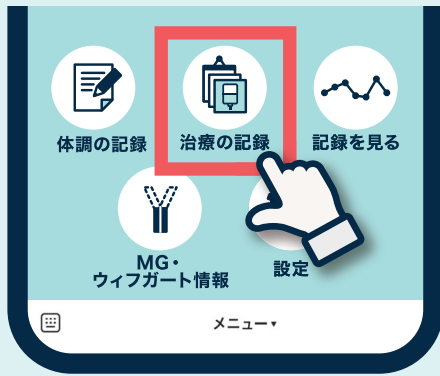 体調の記録
治療の記録
記録を見る
MG・
ウィフガート情報
設定
メニュー▾